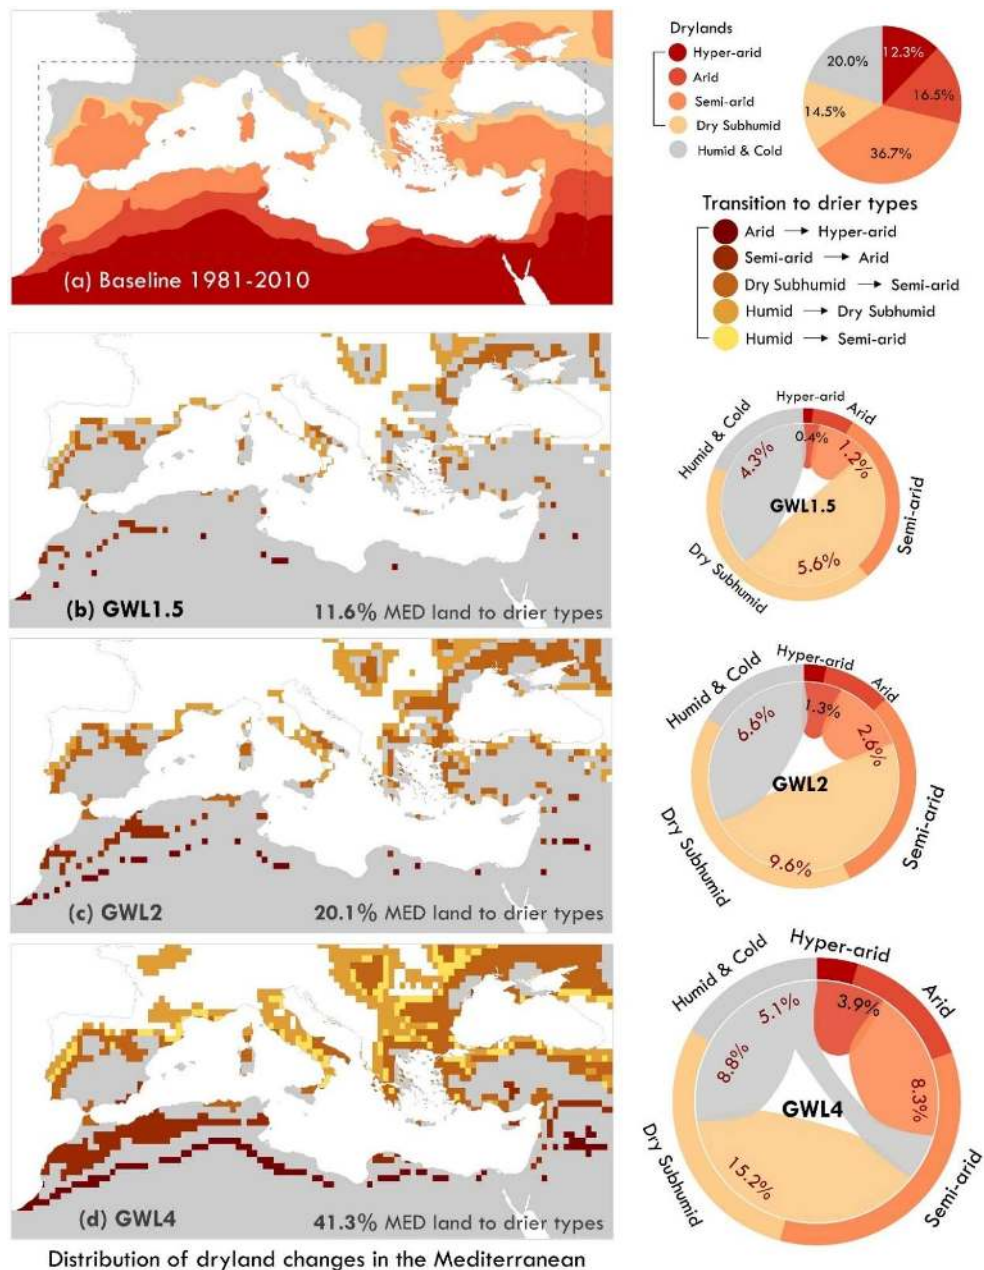 Drylands
Hyper-arid
Arid
Semi-arid
Dry Subhumid
Humid & Cold
12.3%
16.5%
36.7%
14.5%
20.0%
(a) Baseline 1981-2010
Transition to drier types
Arid → Hyper-arid
Semi-arid → Arid
Dry Subhumid → Semi-arid
Humid → Dry Subhumid
Humid → Semi-arid
(b) GWL1.5
11.6% MED land to drier types
Hyper-arid
Arid
Semi-arid
Dry Subhumid
Humid & Cold
0.4%
1.2%
4.3%
5.6%
GWL1.5
(c) GWL2
20.1% MED land to drier types
Hyper-arid
Arid
Semi-arid
Dry Subhumid
Humid & Cold
1.3%
2.6%
6.6%
9.6%
GWL2
(d) GWL4
41.3% MED land to drier types
Hyper-arid
Arid
Semi-arid
Dry Subhumid
Humid & Cold
5.1%
3.9%
8.8%
8.3%
15.2%
GWL4
Distribution of dryland changes in the Mediterranean